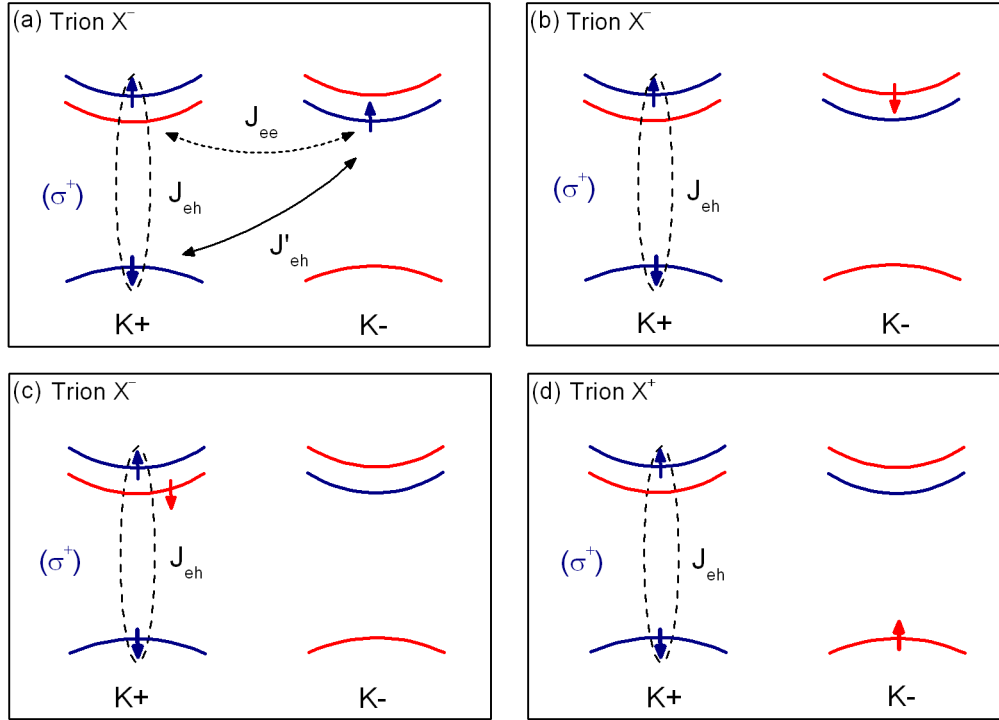 (a) Trion X⁻
J_ee
(σ⁺)
J_eh
J'_eh
K+ K-
(b) Trion X⁻
(σ⁺)
J_eh
K+ K-
(c) Trion X⁻
(σ⁺)
J_eh
K+ K-
(d) Trion X⁺
(σ⁺)
J_eh
K+ K-